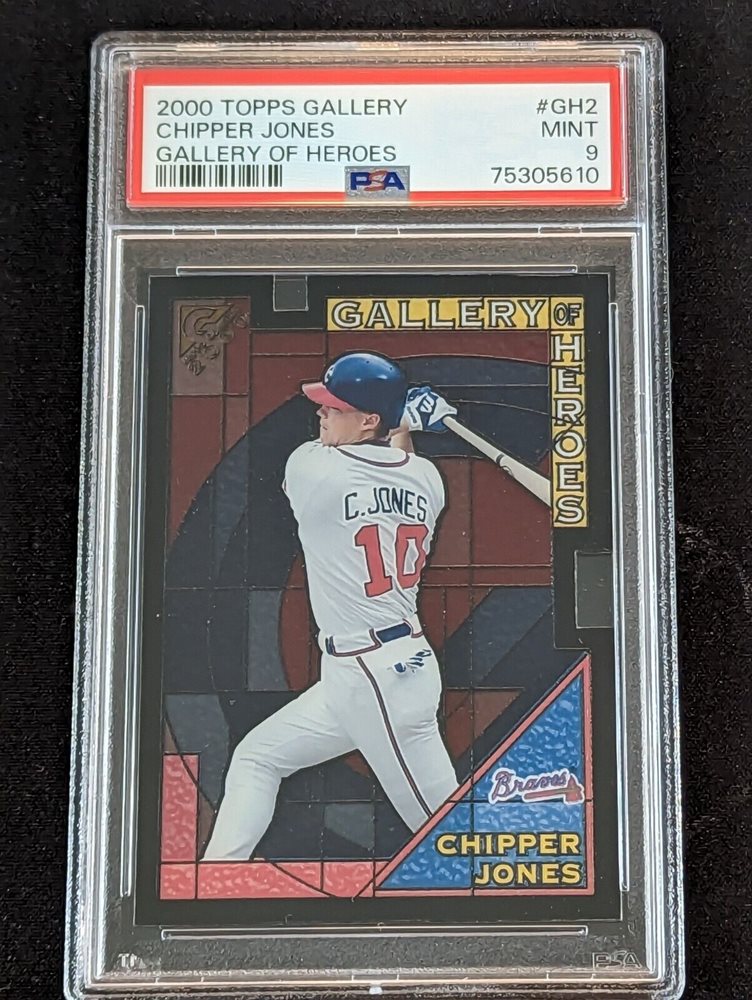 2000 TOPPS GALLERY #GH2
CHIPPER JONES MINT
GALLERY OF HEROES 9
PSA 75305610
GALLERY OF
HEROES
C. JONES
10
Braves
CHIPPER
JONES
PSA